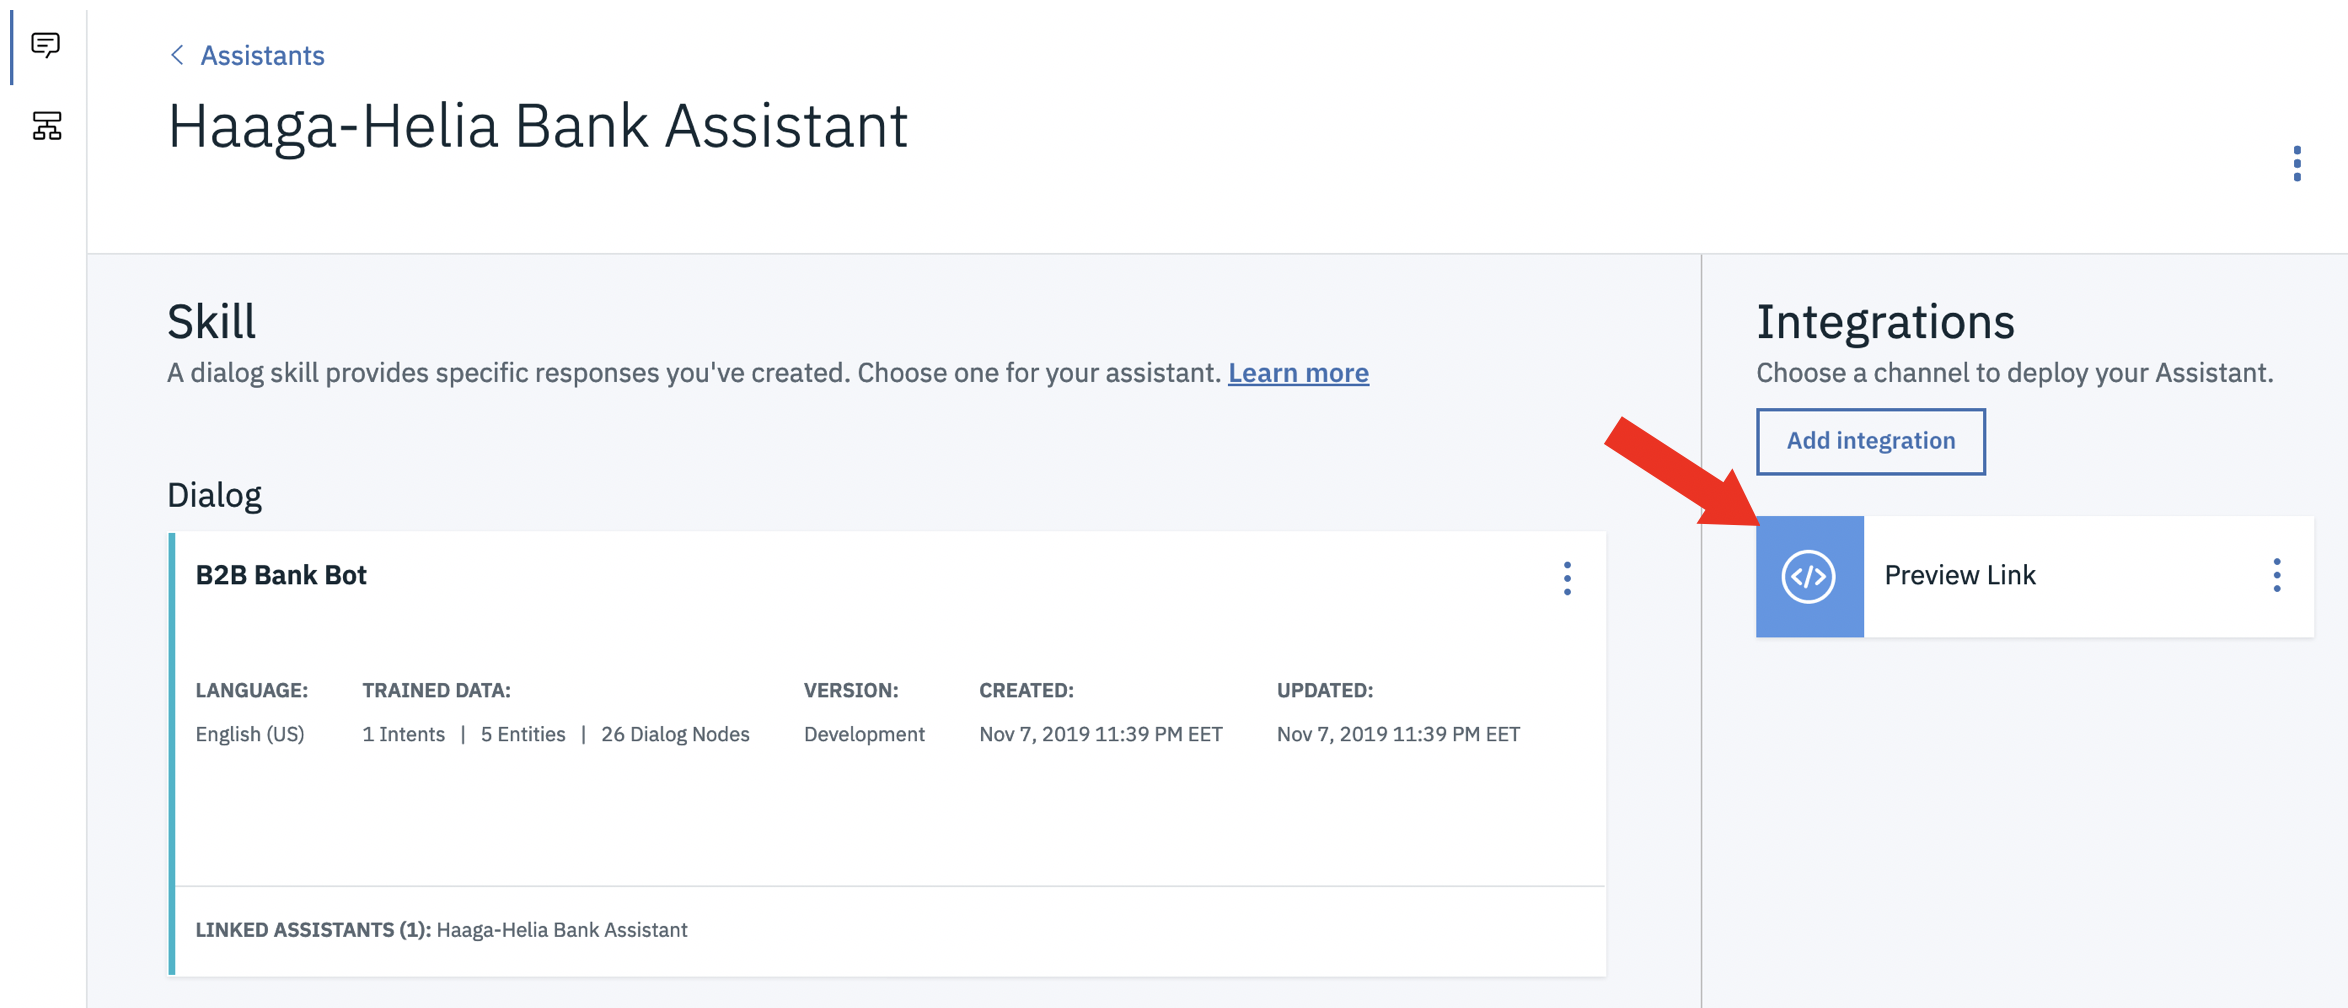 Assistants
Haaga-Helia Bank Assistant
Skill
A dialog skill provides specific responses you've created. Choose one for your assistant. Learn more
Dialog
B2B Bank Bot
LANGUAGE: TRAINED DATA: VERSION: CREATED: UPDATED:
English (US) 1 Intents | 5 Entities | 26 Dialog Nodes Development Nov 7, 2019 11:39 PM EET Nov 7, 2019 11:39 PM EET
LINKED ASSISTANTS (1): Haaga-Helia Bank Assistant
Integrations
Choose a channel to deploy your Assistant.
Add integration
</> Preview Link